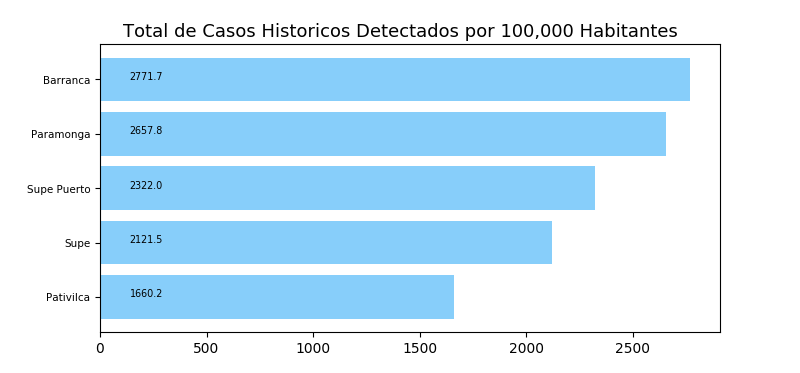 Total de Casos Historicos Detectados por 100,000 Habitantes
Barranca 2771.7
Paramonga 2657.8
Supe Puerto 2322.0
Supe 2121.5
Pativilca 1660.2
0 500 1000 1500 2000 2500